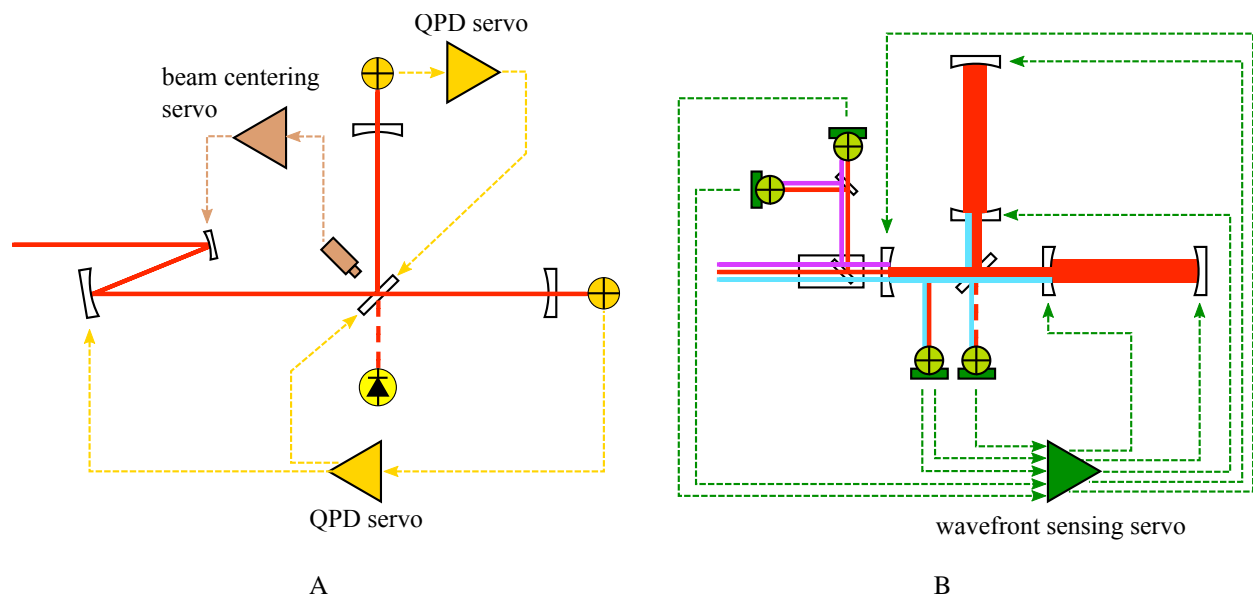 QPD servo
beam centering
servo
QPD servo
A
wavefront sensing servo
B